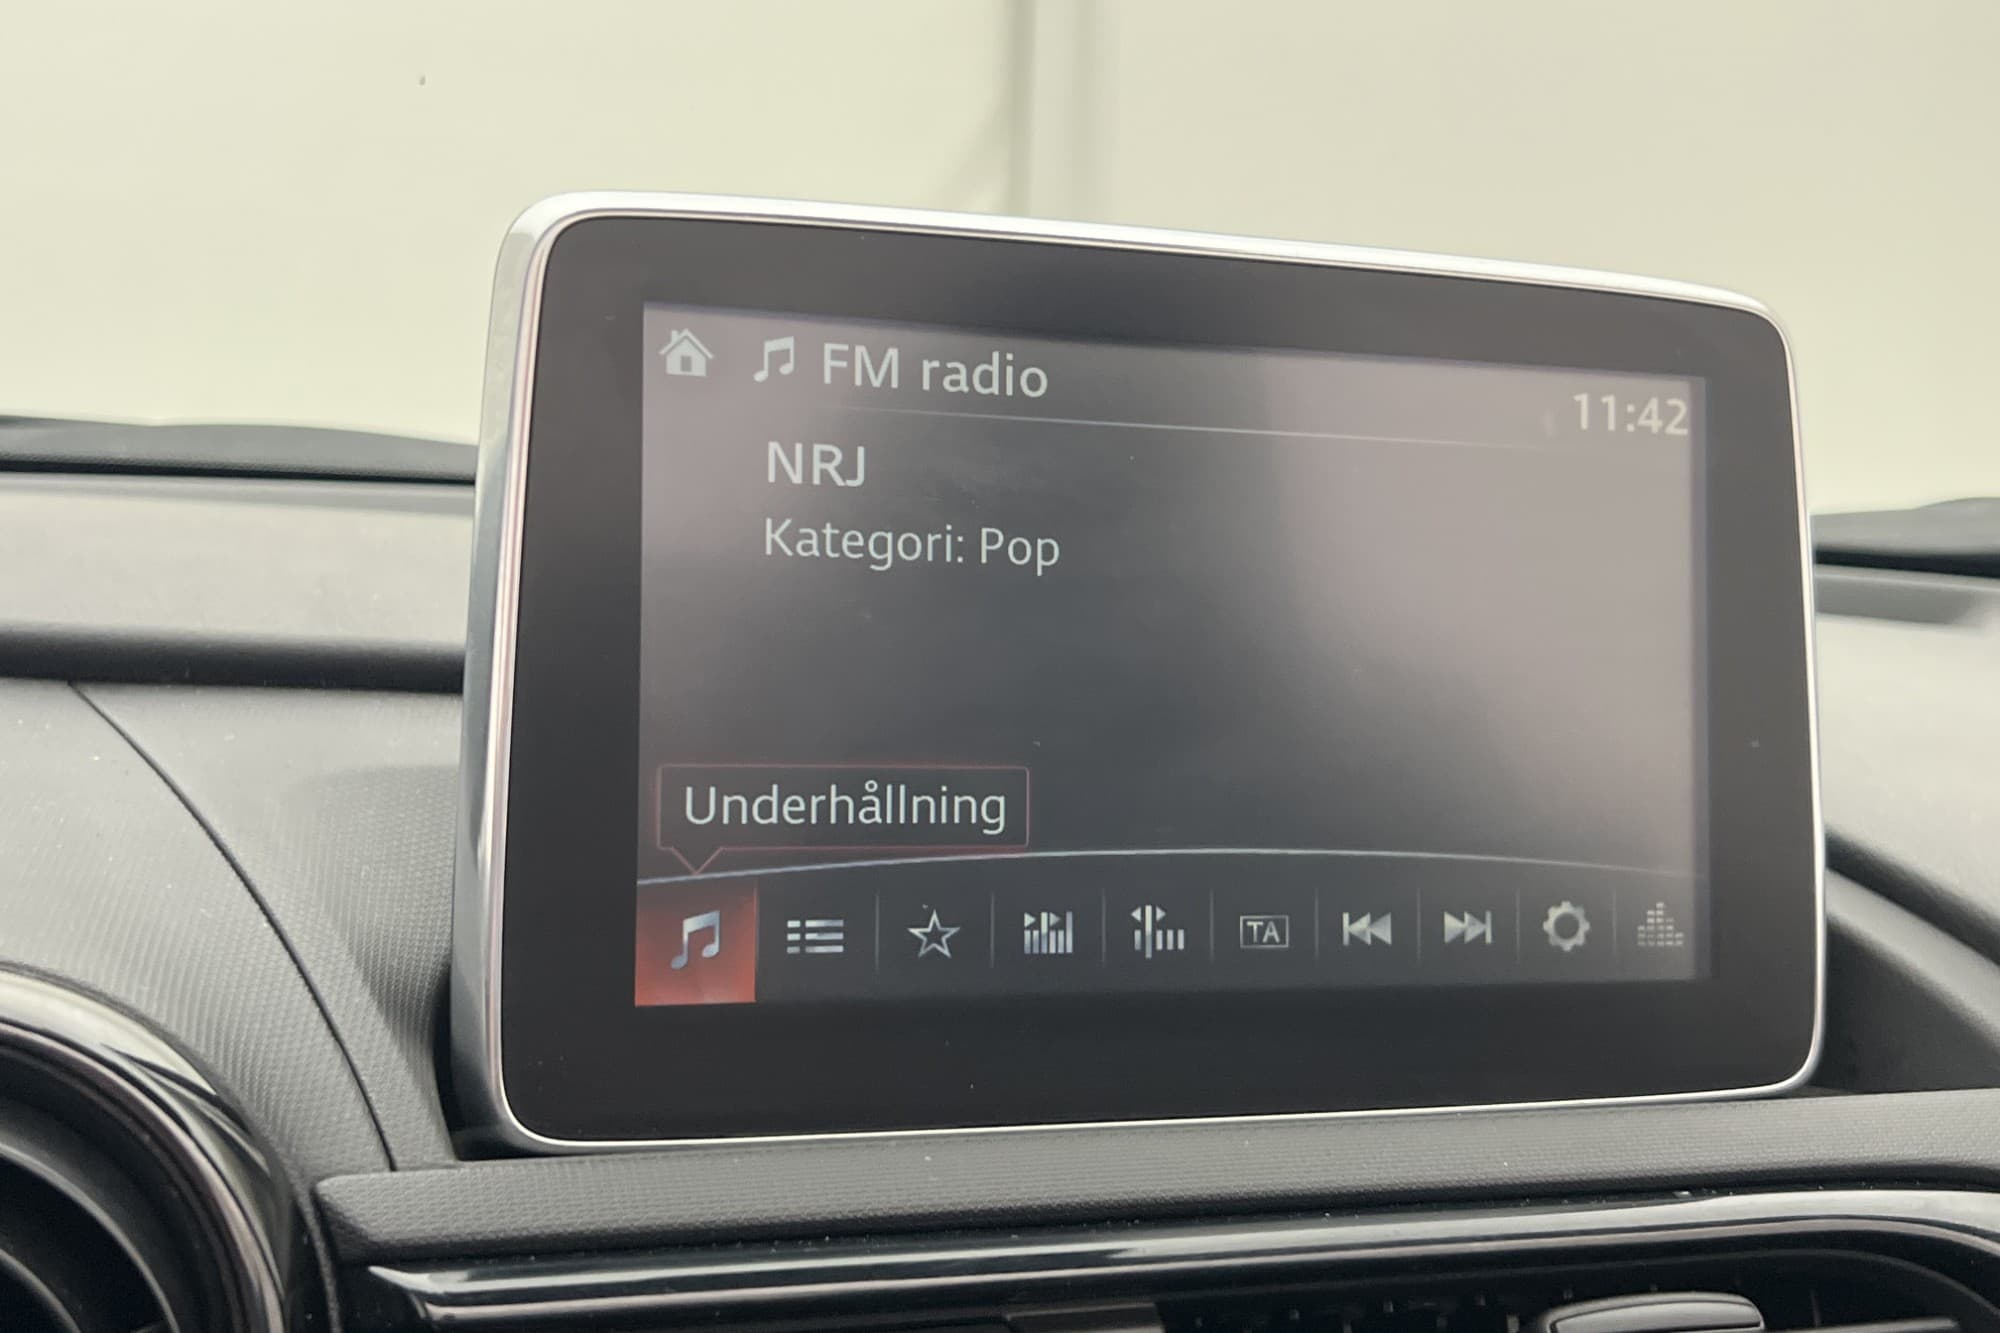 FM radio
11:42
NRJ
Kategori: Pop
Underhållning
TA